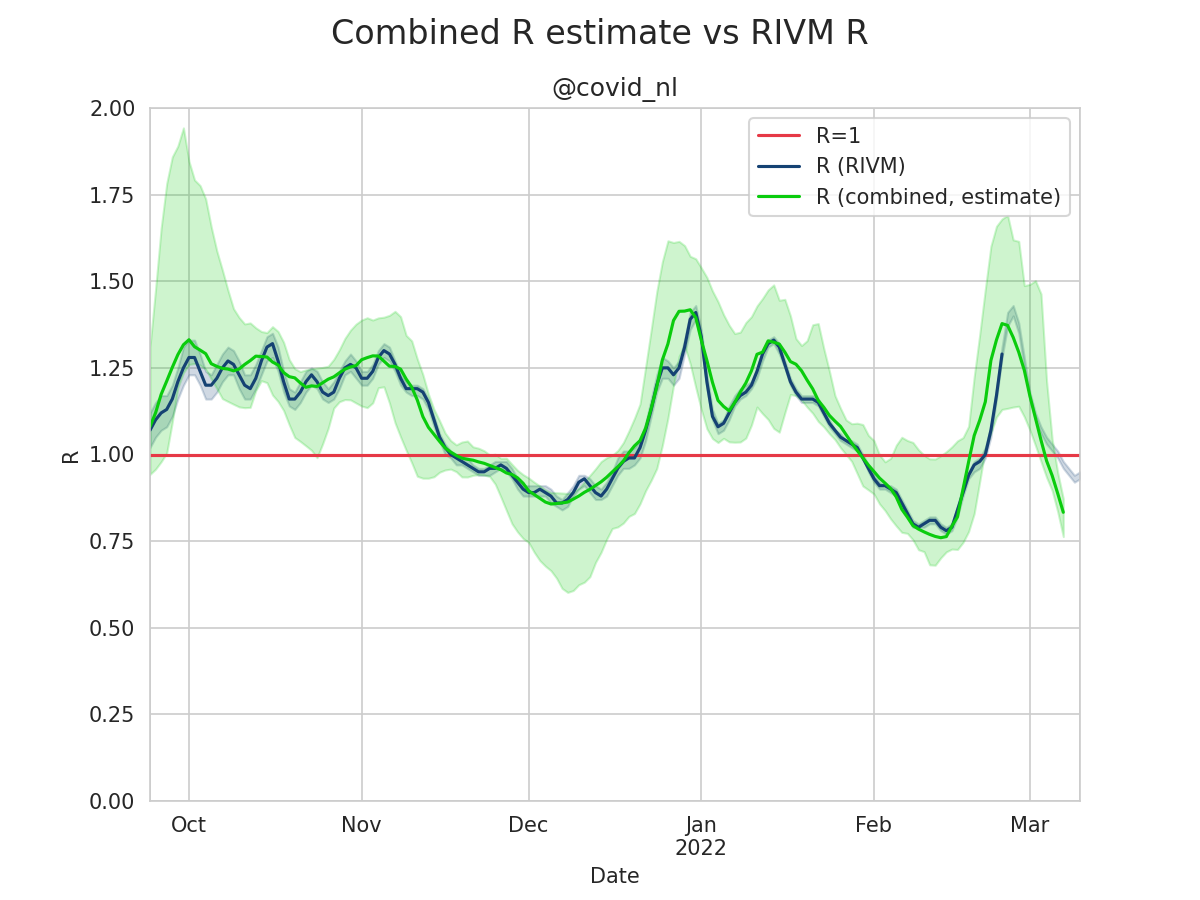 Combined R estimate vs RIVM R
@covid_nl
R=1
R (RIVM)
R (combined, estimate)
2.00
1.75
1.50
1.25
1.00
0.75
0.50
0.25
0.00
R
Oct
Nov
Dec
Jan
2022
Feb
Mar
Date